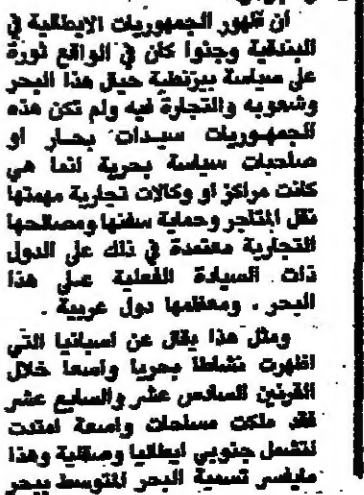 ان ظهور الجمهوريات الايطالية في
البندقية وجنوا كان في الواقع ثورة
على سياسة بيزنطية حيال هذا البحر
وشعوبه والتجارة فيه ولم تكن هذه
الجمهوريات سيدات بحار او
صاحبات سياسة بحرية انما هي
كانت مراكز او وكالات تجارية مهمتها
نقل المتاجر وحماية سفنها ومصالحها
التجارية معتمدة في ذلك على الدول
ذات السيادة الفعلية على هذا
البحر . ومعظمها دول عربية .
ومثل هذا يقال عن اسبانيا التي
اظهرت نشاطا بحريا واسعا خلال
القرنين السادس عشر والسابع عشر
فقد ملكت مساحات واسعة امتدت
لتشمل جنوبي ايطاليا وصقلية وهذا
مايفسر تسمية البحر المتوسط ببحر